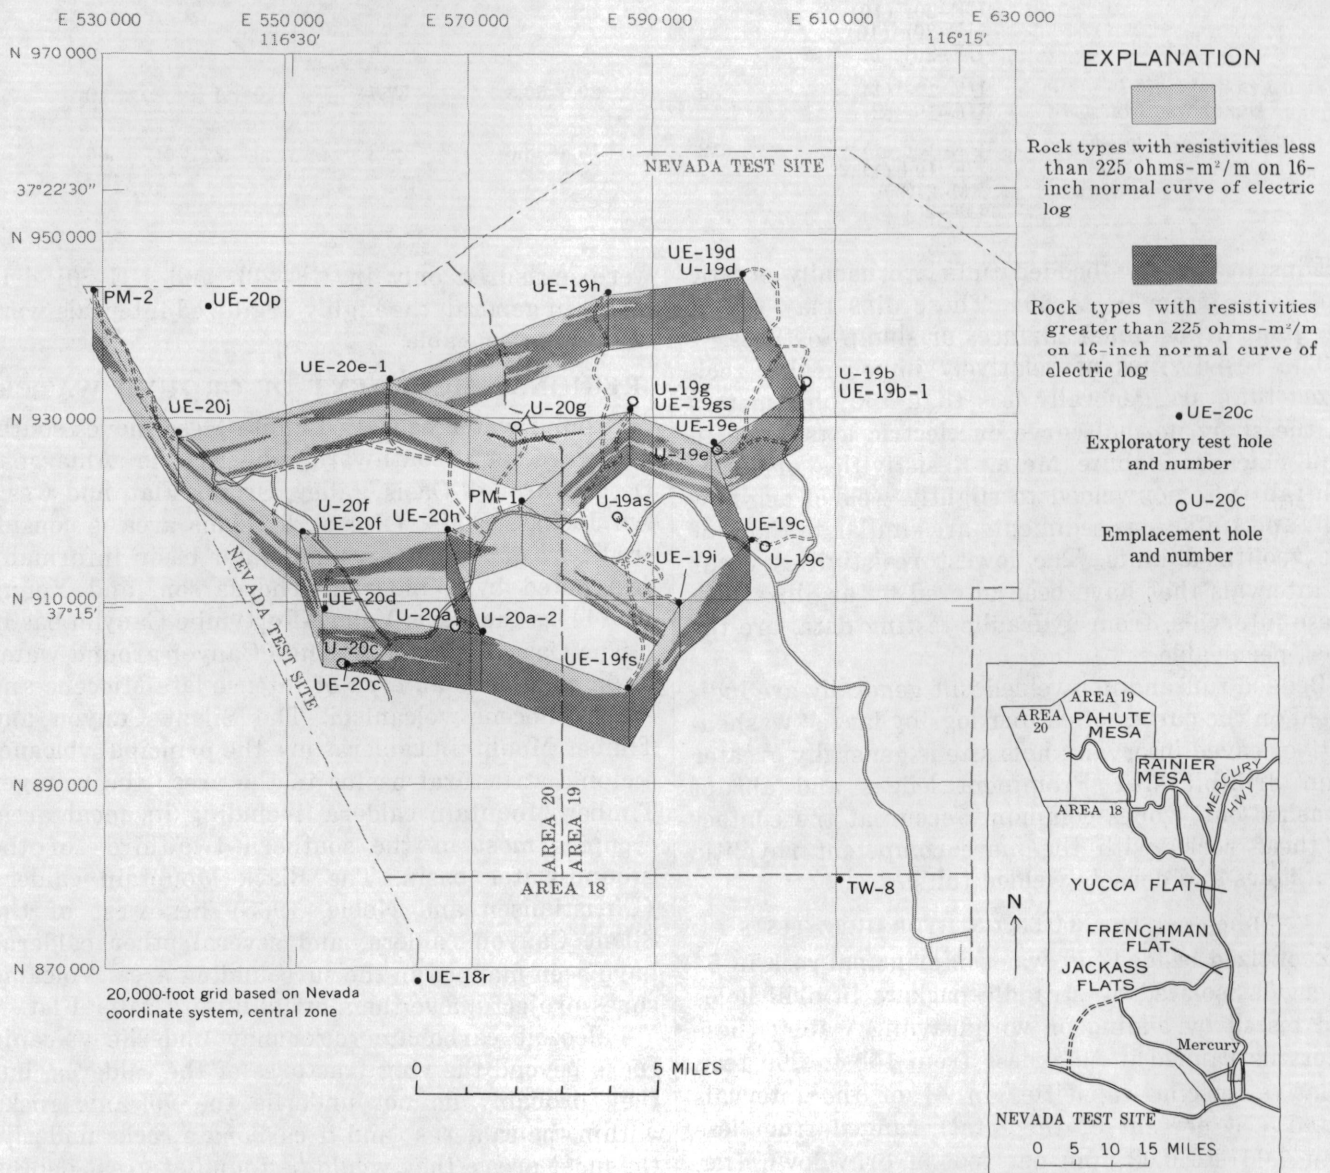 E 530 000
E 550 000
E 570 000
E 590 000
E 610 000
E 630 000
116°30′
116°15′
N 970 000
EXPLANATION
Rock types with resistivities less
than 225 ohms-m²/m on 16-
inch normal curve of electric
log
NEVADA TEST SITE
37°22′30″
N 950 000
UE-19d
U-19d
Rock types with resistivities
greater than 225 ohms-m²/m
on 16-inch normal curve of
electric log
PM-2
UE-20p
UE-19h
UE-20e-1
U-19b
UE-19b-1
U-19g
UE-19gs
UE-20c
N 930 000
UE-20j
U-20g
UE-19e
U-19e
Exploratory test hole
and number
PM-1
U-19as
U-20c
U-20f
UE-20f
UE-20h
UE-19c
U-19c
Emplacement hole
and number
UE-19i
NEVADA TEST SITE
N 910 000
37°15′
UE-20d
U-20a
U-20a-2
U-20c
UE-20c
UE-19fs
AREA 19
AREA
20
PAHUTE
MESA
RAINIER
MESA
MERCURY
HWY
AREA 18
N 890 000
AREA 20
AREA 19
AREA 18
TW-8
YUCCA FLAT
N
FRENCHMAN
FLAT
JACKASS
FLATS
N 870 000
UE-18r
20,000-foot grid based on Nevada
coordinate system, central zone
Mercury
0 5 MILES
NEVADA TEST SITE
0 5 10 15 MILES